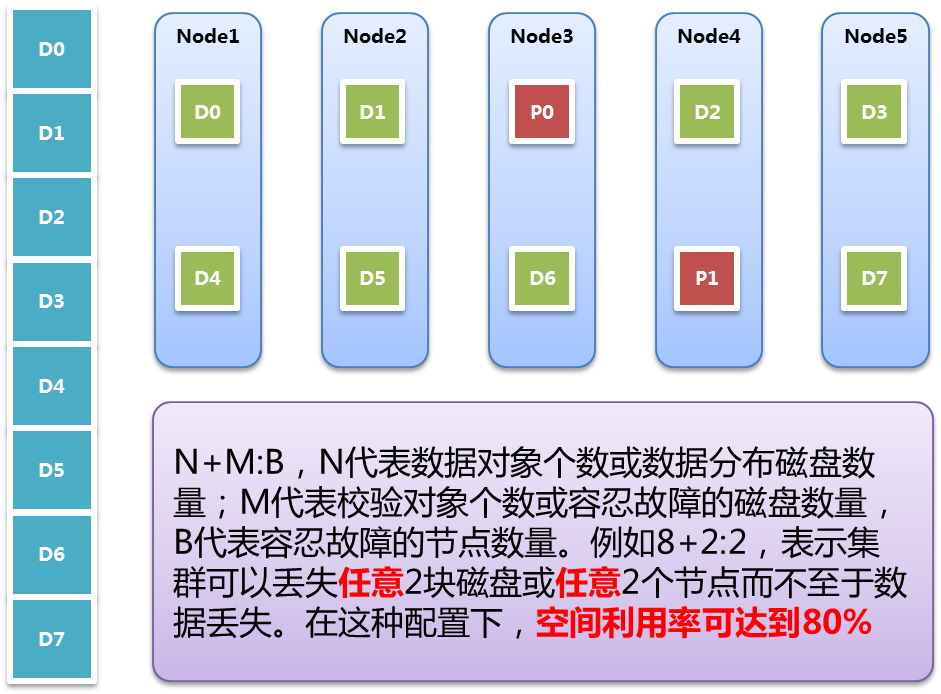 D0
D1
D2
D3
D4
D5
D6
D7
Node1
Node2
Node3
Node4
Node5
D0
D1
P0
D2
D3
D4
D5
D6
P1
D7
N+M:B，N代表数据对象个数或数据分布磁盘数
量；M代表校验对象个数或容忍故障的磁盘数量，
B代表容忍故障的节点数量。例如8+2:2，表示集
群可以丢失任意2块磁盘或任意2个节点而不至于数
据丢失。在这种配置下，空间利用率可达到80%